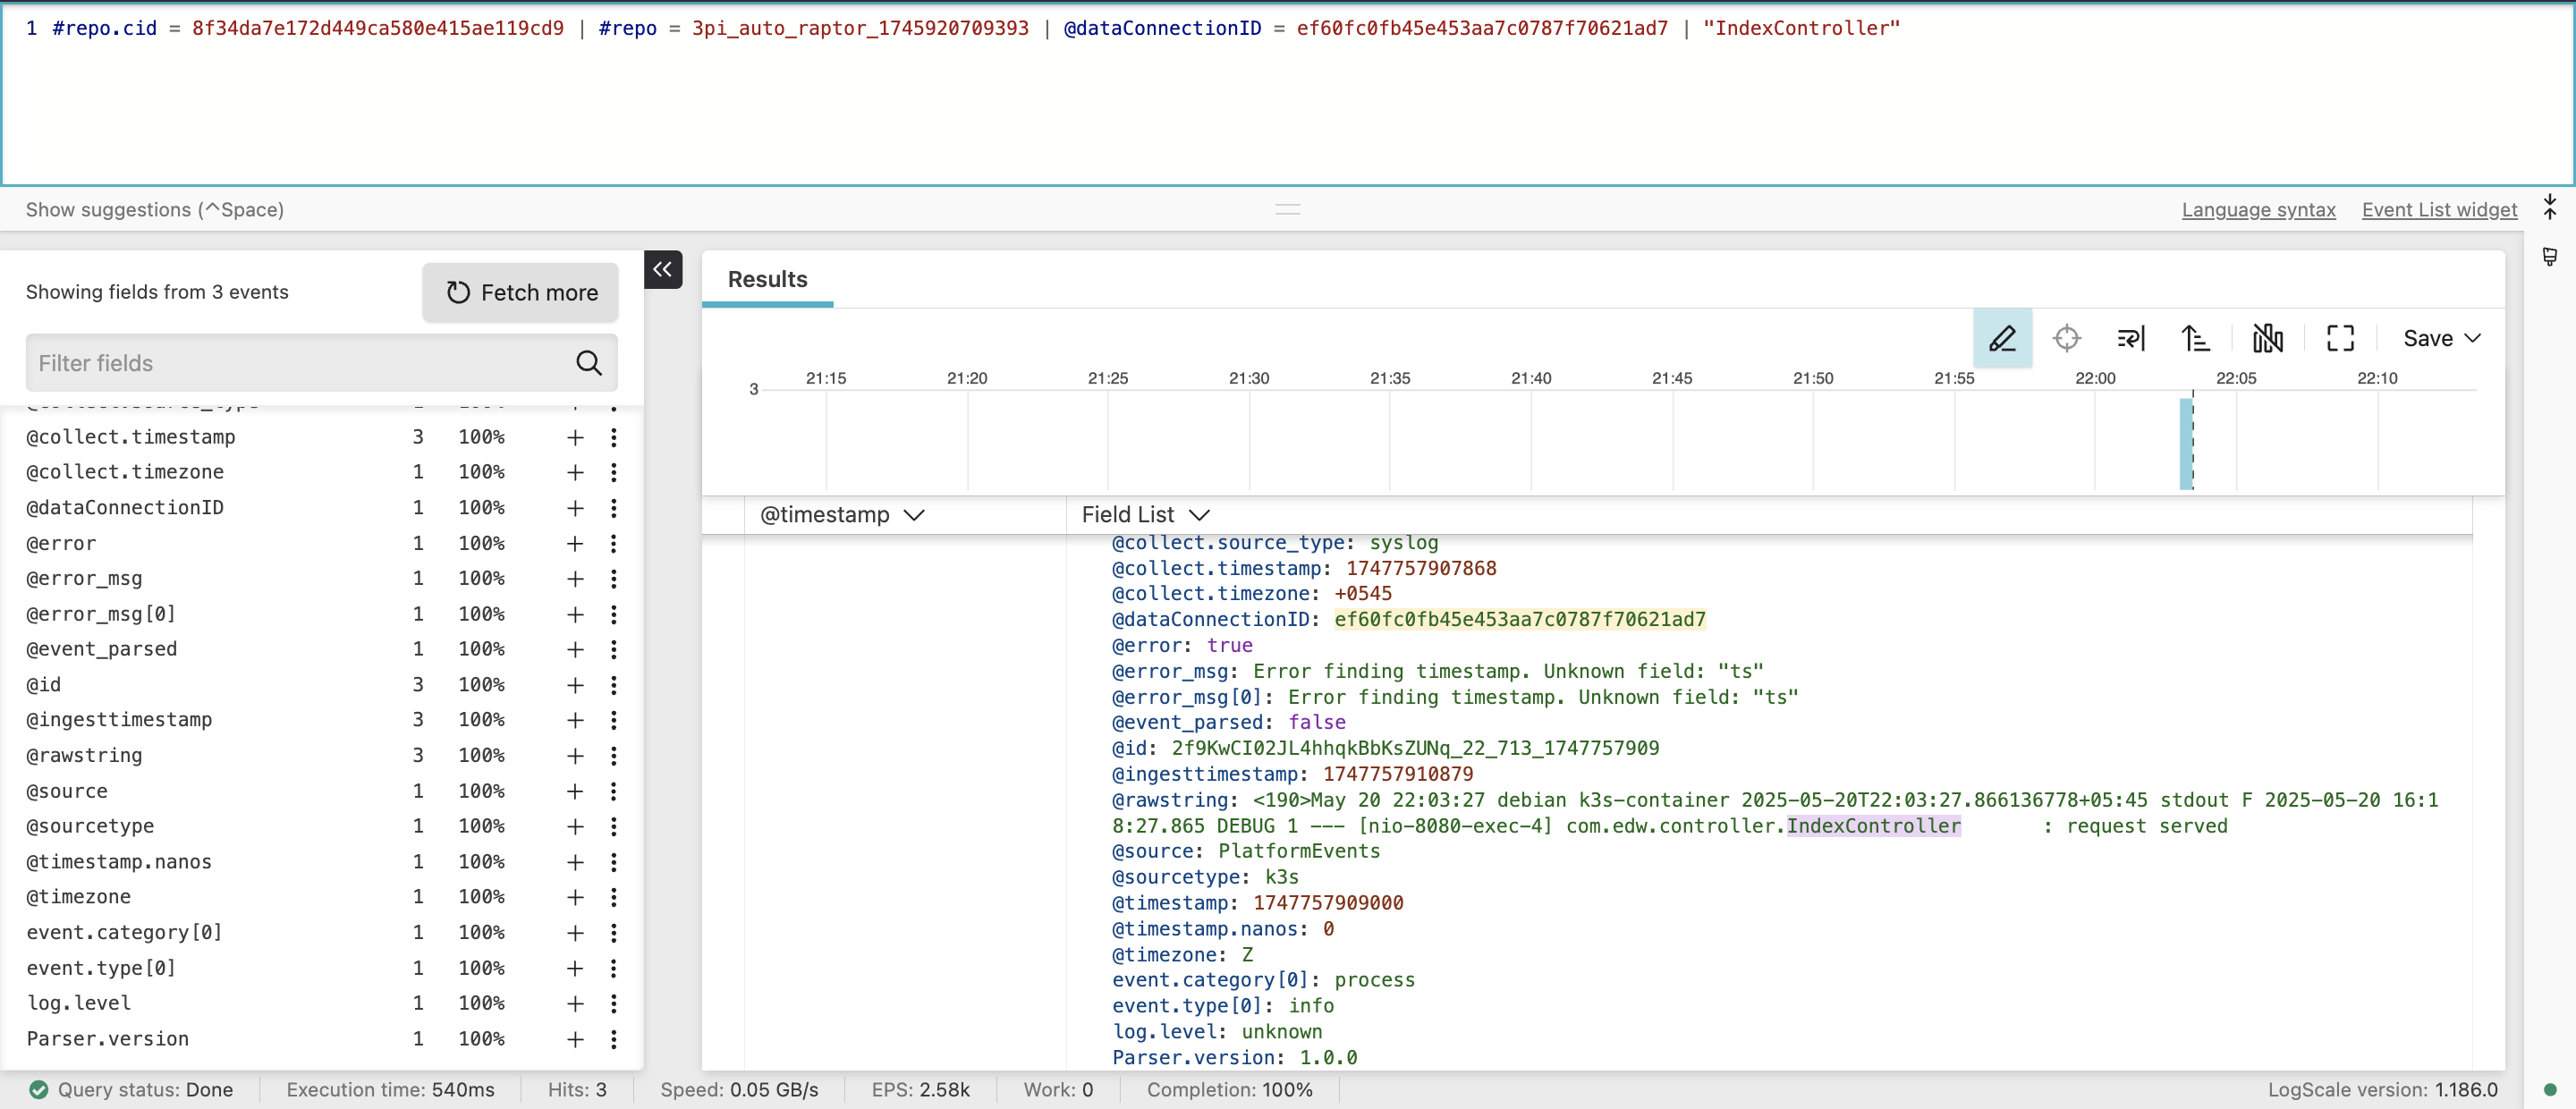 1 #repo.cid = 8f34da7e172d449ca580e415ae119cd9 | #repo = 3pi_auto_raptor_1745920709393 | @dataConnectionID = ef60fc0fb45e453aa7c0787f70621ad7 | "IndexController"
Show suggestions (^Space)
Language syntax
Event List widget
Showing fields from 3 events
Fetch more
Filter fields
@collect.timestamp 3 100%
@collect.timezone 1 100%
@dataConnectionID 1 100%
@error 1 100%
@error_msg 1 100%
@error_msg[0] 1 100%
@event_parsed 1 100%
@id 3 100%
@ingesttimestamp 3 100%
@rawstring 3 100%
@source 1 100%
@sourcetype 1 100%
@timestamp.nanos 1 100%
@timezone 1 100%
event.category[0] 1 100%
event.type[0] 1 100%
log.level 1 100%
Parser.version 1 100%
Results
Save
21:15 21:20 21:25 21:30 21:35 21:40 21:45 21:50 21:55 22:00 22:05 22:10
3
@timestamp
Field List
@collect.source_type: syslog
@collect.timestamp: 1747757907868
@collect.timezone: +0545
@dataConnectionID: ef60fc0fb45e453aa7c0787f70621ad7
@error: true
@error_msg: Error finding timestamp. Unknown field: "ts"
@error_msg[0]: Error finding timestamp. Unknown field: "ts"
@event_parsed: false
@id: 2f9KwCI02JL4hhqkBbKsZUNq_22_713_1747757909
@ingesttimestamp: 1747757910879
@rawstring: <190>May 20 22:03:27 debian k3s-container 2025-05-20T22:03:27.866136778+05:45 stdout F 2025-05-20 16:1
8:27.865 DEBUG 1 --- [nio-8080-exec-4] com.edw.controller.IndexController       : request served
@source: PlatformEvents
@sourcetype: k3s
@timestamp: 1747757909000
@timestamp.nanos: 0
@timezone: Z
event.category[0]: process
event.type[0]: info
log.level: unknown
Parser.version: 1.0.0
Query status: Done
Execution time: 540ms
Hits: 3
Speed: 0.05 GB/s
EPS: 2.58k
Work: 0
Completion: 100%
LogScale version: 1.186.0